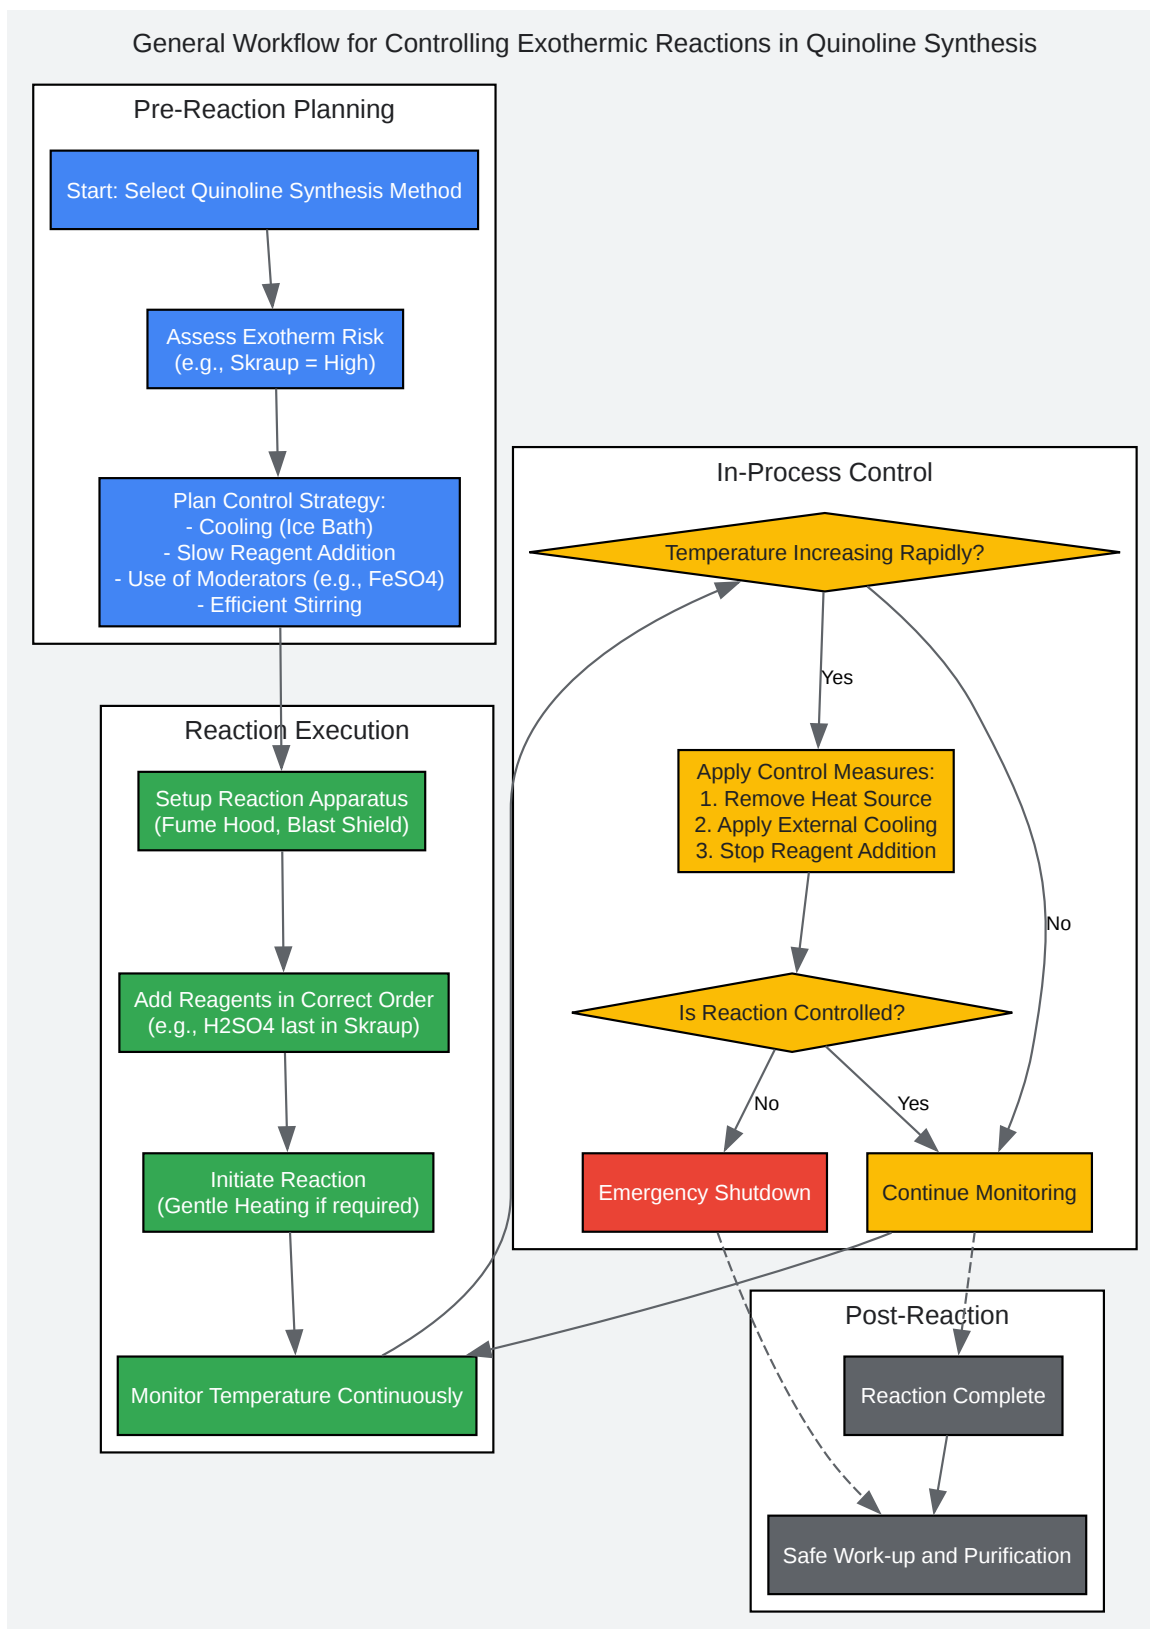 General Workflow for Controlling Exothermic Reactions in Quinoline Synthesis
Pre-Reaction Planning
Start: Select Quinoline Synthesis Method
Assess Exotherm Risk
(e.g., Skraup = High)
Plan Control Strategy:
- Cooling (Ice Bath)
- Slow Reagent Addition
- Use of Moderators (e.g., FeSO4)
- Efficient Stirring
Reaction Execution
Setup Reaction Apparatus
(Fume Hood, Blast Shield)
Add Reagents in Correct Order
(e.g., H2SO4 last in Skraup)
Initiate Reaction
(Gentle Heating if required)
Monitor Temperature Continuously
In-Process Control
Temperature Increasing Rapidly?
Yes
No
Apply Control Measures:
1. Remove Heat Source
2. Apply External Cooling
3. Stop Reagent Addition
Is Reaction Controlled?
No
Yes
Emergency Shutdown
Continue Monitoring
Post-Reaction
Reaction Complete
Safe Work-up and Purification